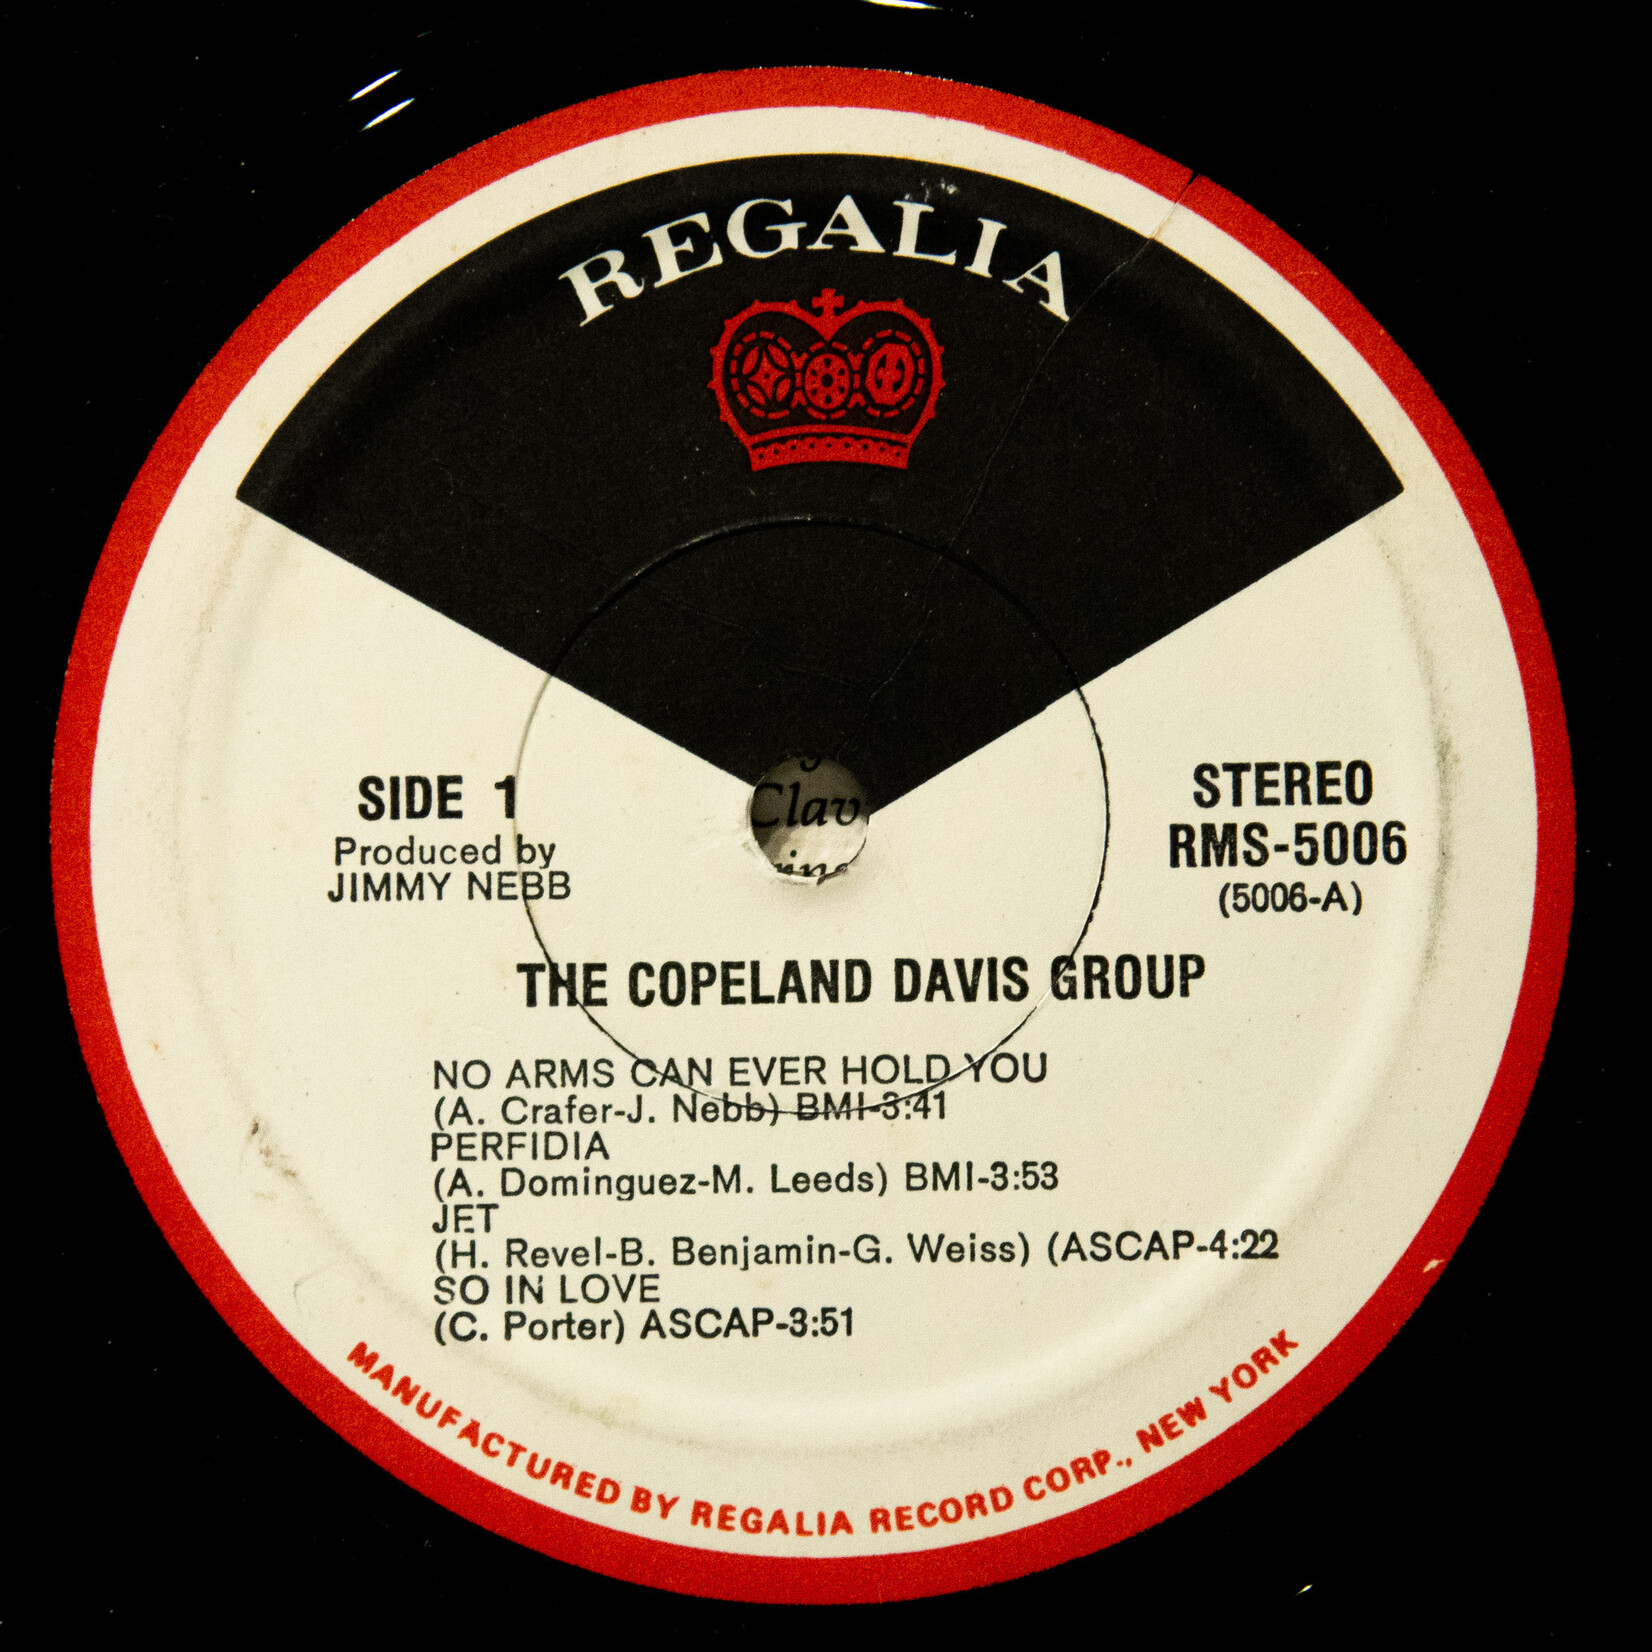 REGALIA
SIDE 1
Produced by
JIMMY NEBB
STEREO
RMS-5006
(5006-A)
THE COPELAND DAVIS GROUP
NO ARMS CAN EVER HOLD YOU
(A. Crafer-J. Nebb) BMI-3:41
PERFIDIA
(A. Dominguez-M. Leeds) BMI-3:53
JET
(H. Revel-B. Benjamin-G. Weiss) (ASCAP-4:22
SO IN LOVE
(C. Porter) ASCAP-3:51
MANUFACTURED BY REGALIA RECORD CORP., NEW YORK